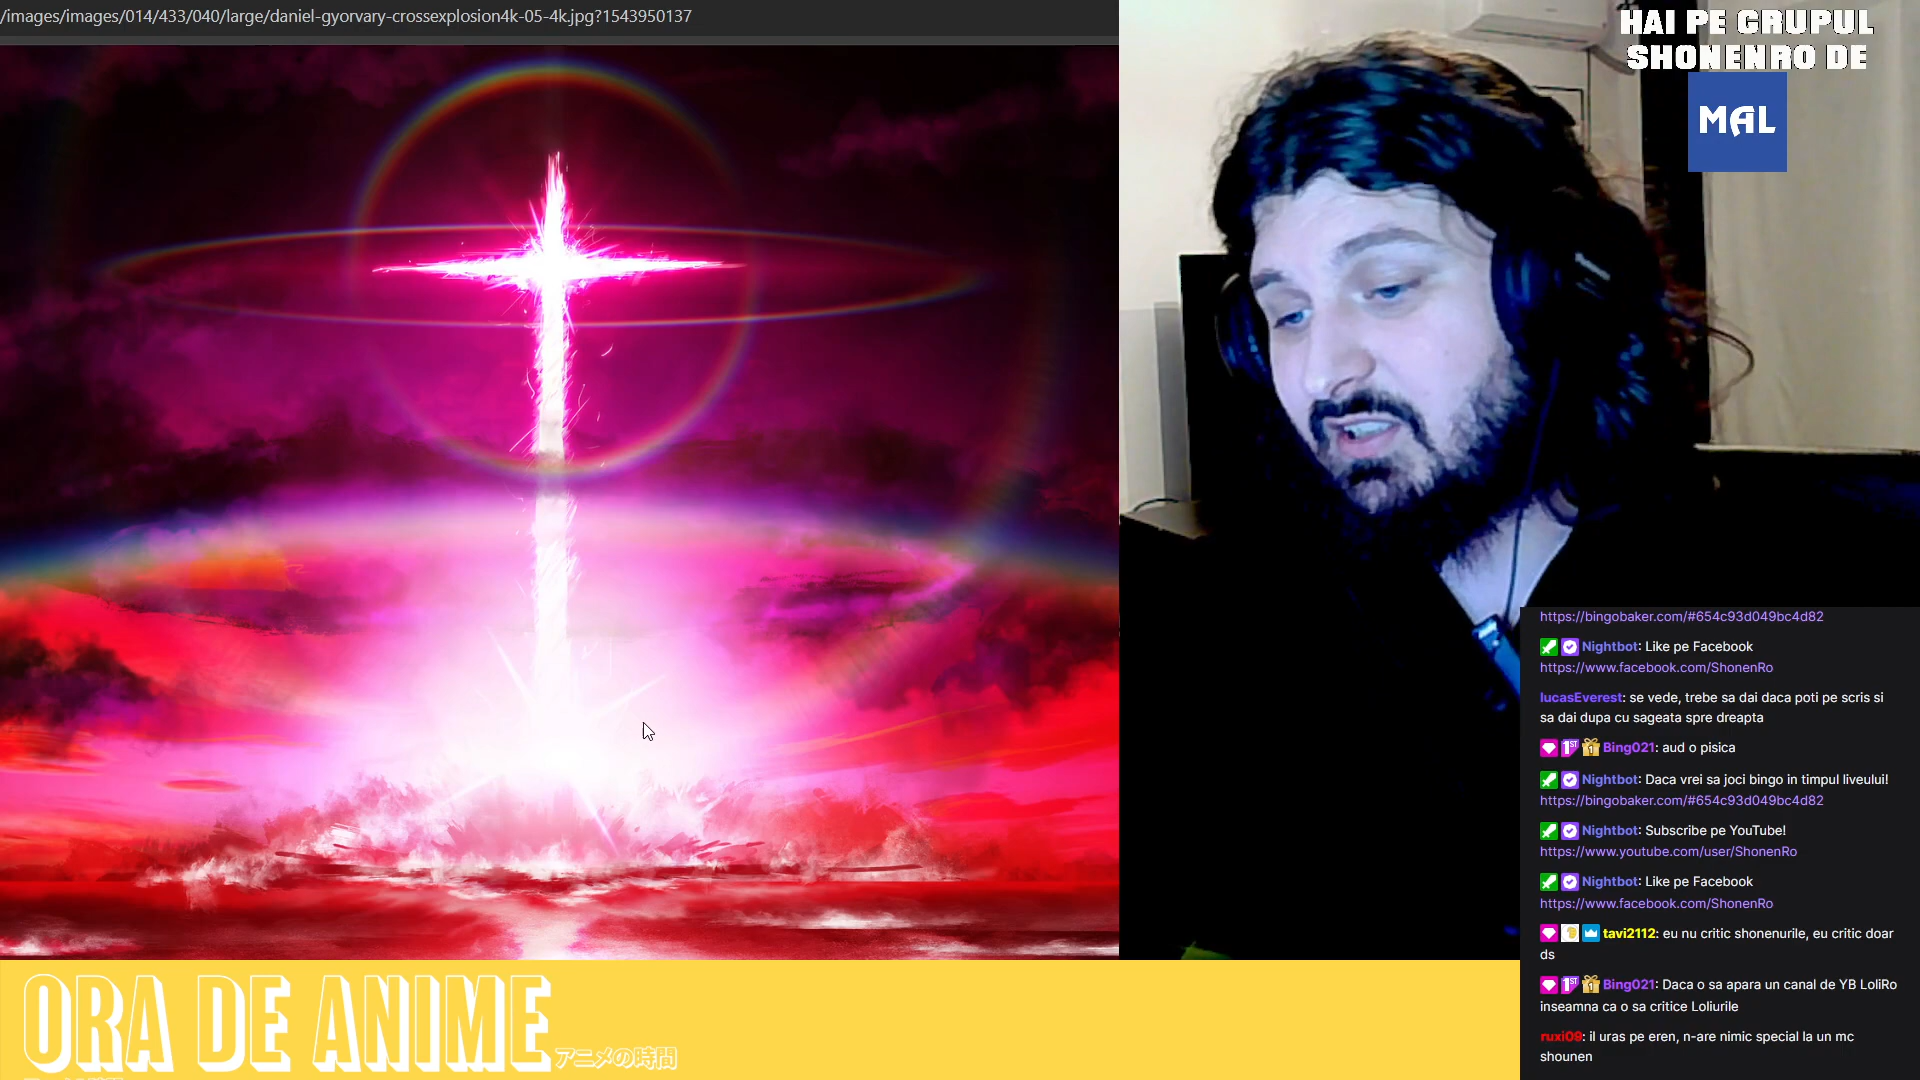 /images/images/014/433/040/large/daniel-gyorvary-crossexplosion4k-05-4k.jpg?1543950137
HAI PE GRUPUL
SHONENRO DE
MAL
https://bingobaker.com/#654c93d049bc4d82
Nightbot: Like pe Facebook
https://www.facebook.com/ShonenRo
lucasEverest: se vede, trebe sa dai daca poti pe scris si
sa dai dupa cu sageata spre dreapta
1ST 1 Bing021: aud o pisica
Nightbot: Daca vrei sa joci bingo in timpul liveului!
https://bingobaker.com/#654c93d049bc4d82
Nightbot: Subscribe pe YouTube!
https://www.youtube.com/user/ShonenRo
Nightbot: Like pe Facebook
https://www.facebook.com/ShonenRo
tavi2112: eu nu critic shonenurile, eu critic doar
ds
1ST 1 Bing021: Daca o sa apara un canal de YB LoliRo
inseamna ca o sa critice Loliurile
ruxi09: il uras pe eren, n-are nimic special la un mc
shounen
ORA DE ANIME
アニメの時間